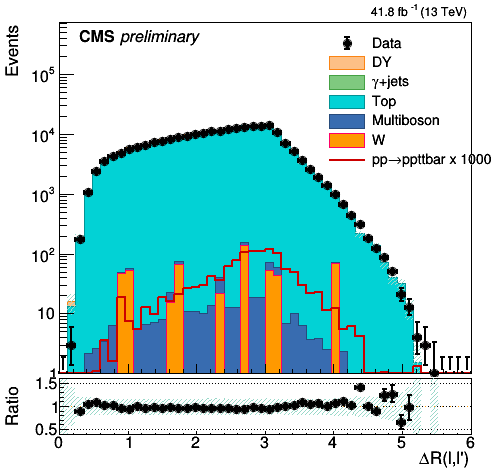 41.8 fb⁻¹ (13 TeV)
CMS preliminary
Events
Data
DY
γ+jets
Top
Multiboson
W
pp→ppttbar x 1000
10⁵
10⁴
10³
10²
10
1
Ratio
1.5
1
0.5
0 1 2 3 4 5 6
ΔR(l,l')